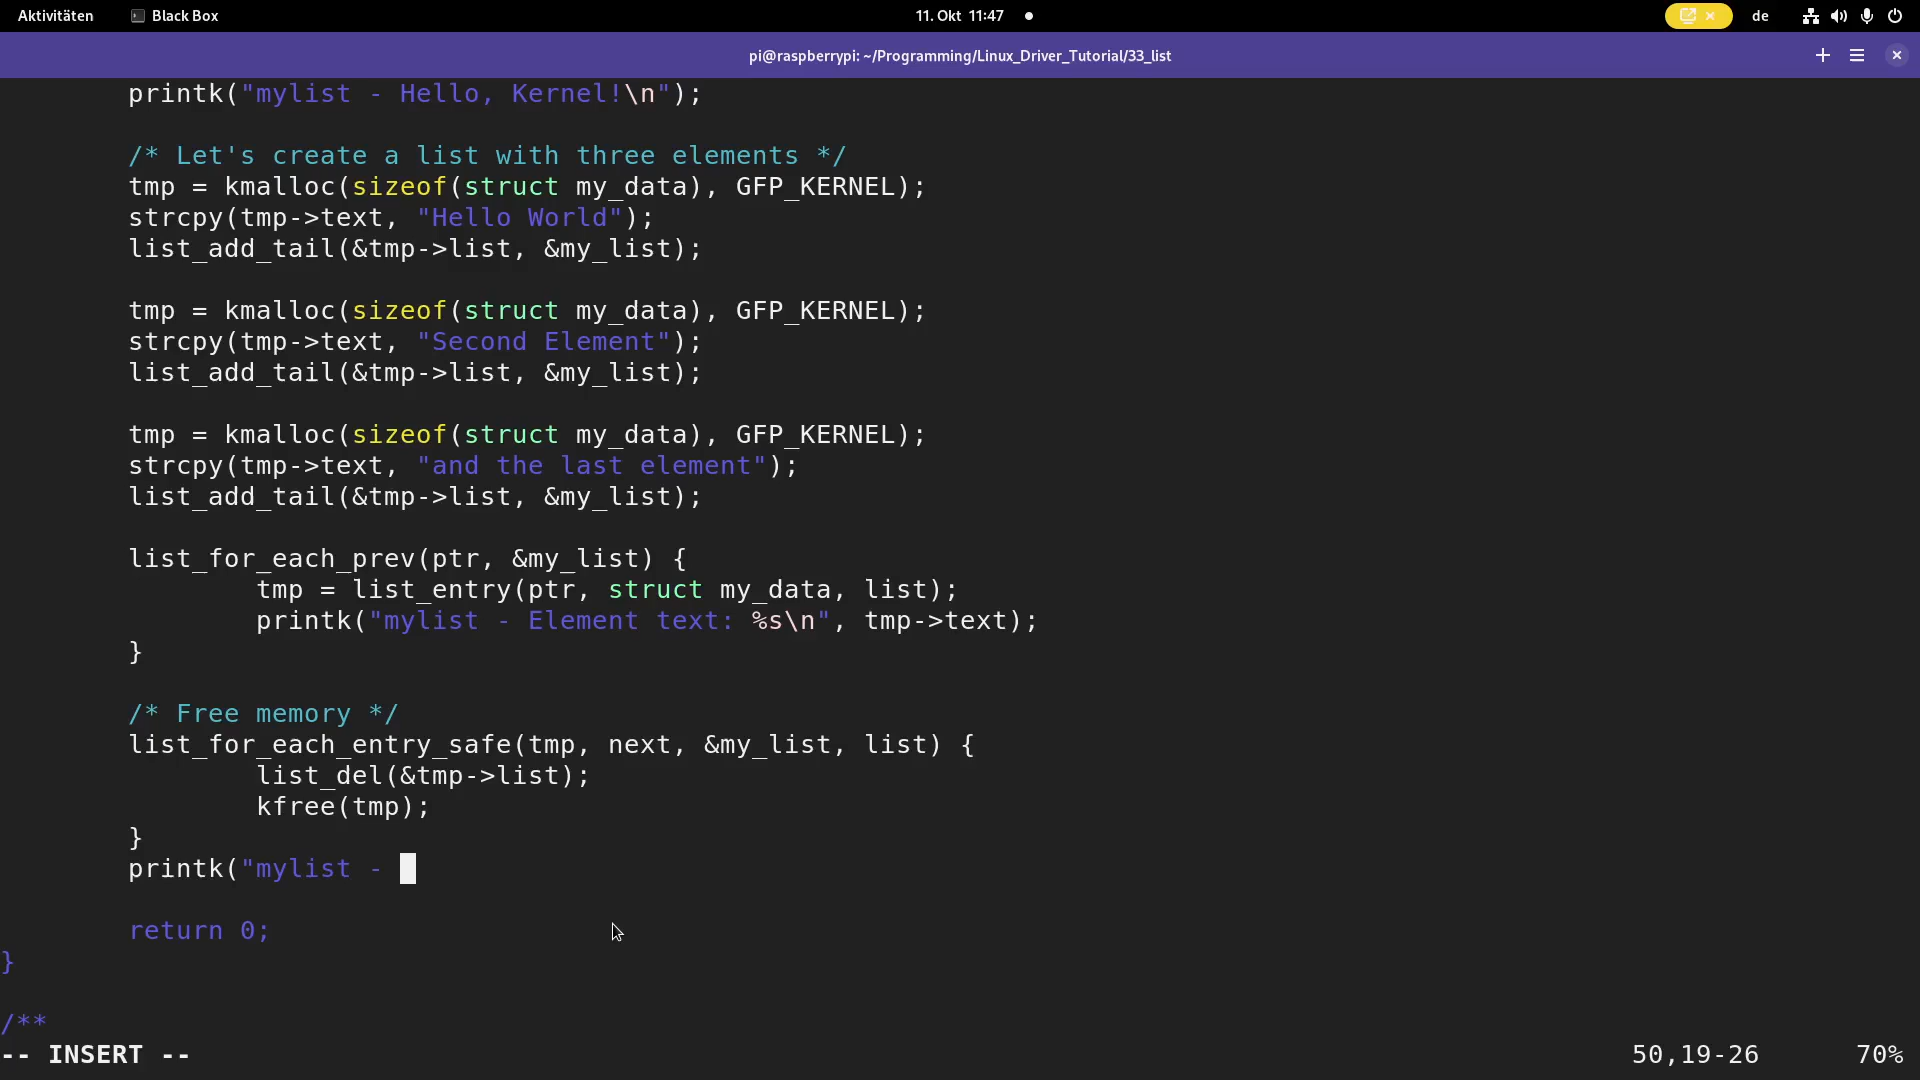 Aktivitäten Black Box 11. Okt 11:47 de
pi@raspberrypi: ~/Programming/Linux_Driver_Tutorial/33_list
printk("mylist - Hello, Kernel!\n");
/* Let's create a list with three elements */
tmp = kmalloc(sizeof(struct my_data), GFP_KERNEL);
strcpy(tmp->text, "Hello World");
list_add_tail(&tmp->list, &my_list);
tmp = kmalloc(sizeof(struct my_data), GFP_KERNEL);
strcpy(tmp->text, "Second Element");
list_add_tail(&tmp->list, &my_list);
tmp = kmalloc(sizeof(struct my_data), GFP_KERNEL);
strcpy(tmp->text, "and the last element");
list_add_tail(&tmp->list, &my_list);
list_for_each_prev(ptr, &my_list) {
tmp = list_entry(ptr, struct my_data, list);
printk("mylist - Element text: %s\n", tmp->text);
}
/* Free memory */
list_for_each_entry_safe(tmp, next, &my_list, list) {
list_del(&tmp->list);
kfree(tmp);
}
printk("mylist -
return 0;
}
/**
-- INSERT -- 50,19-26 70%